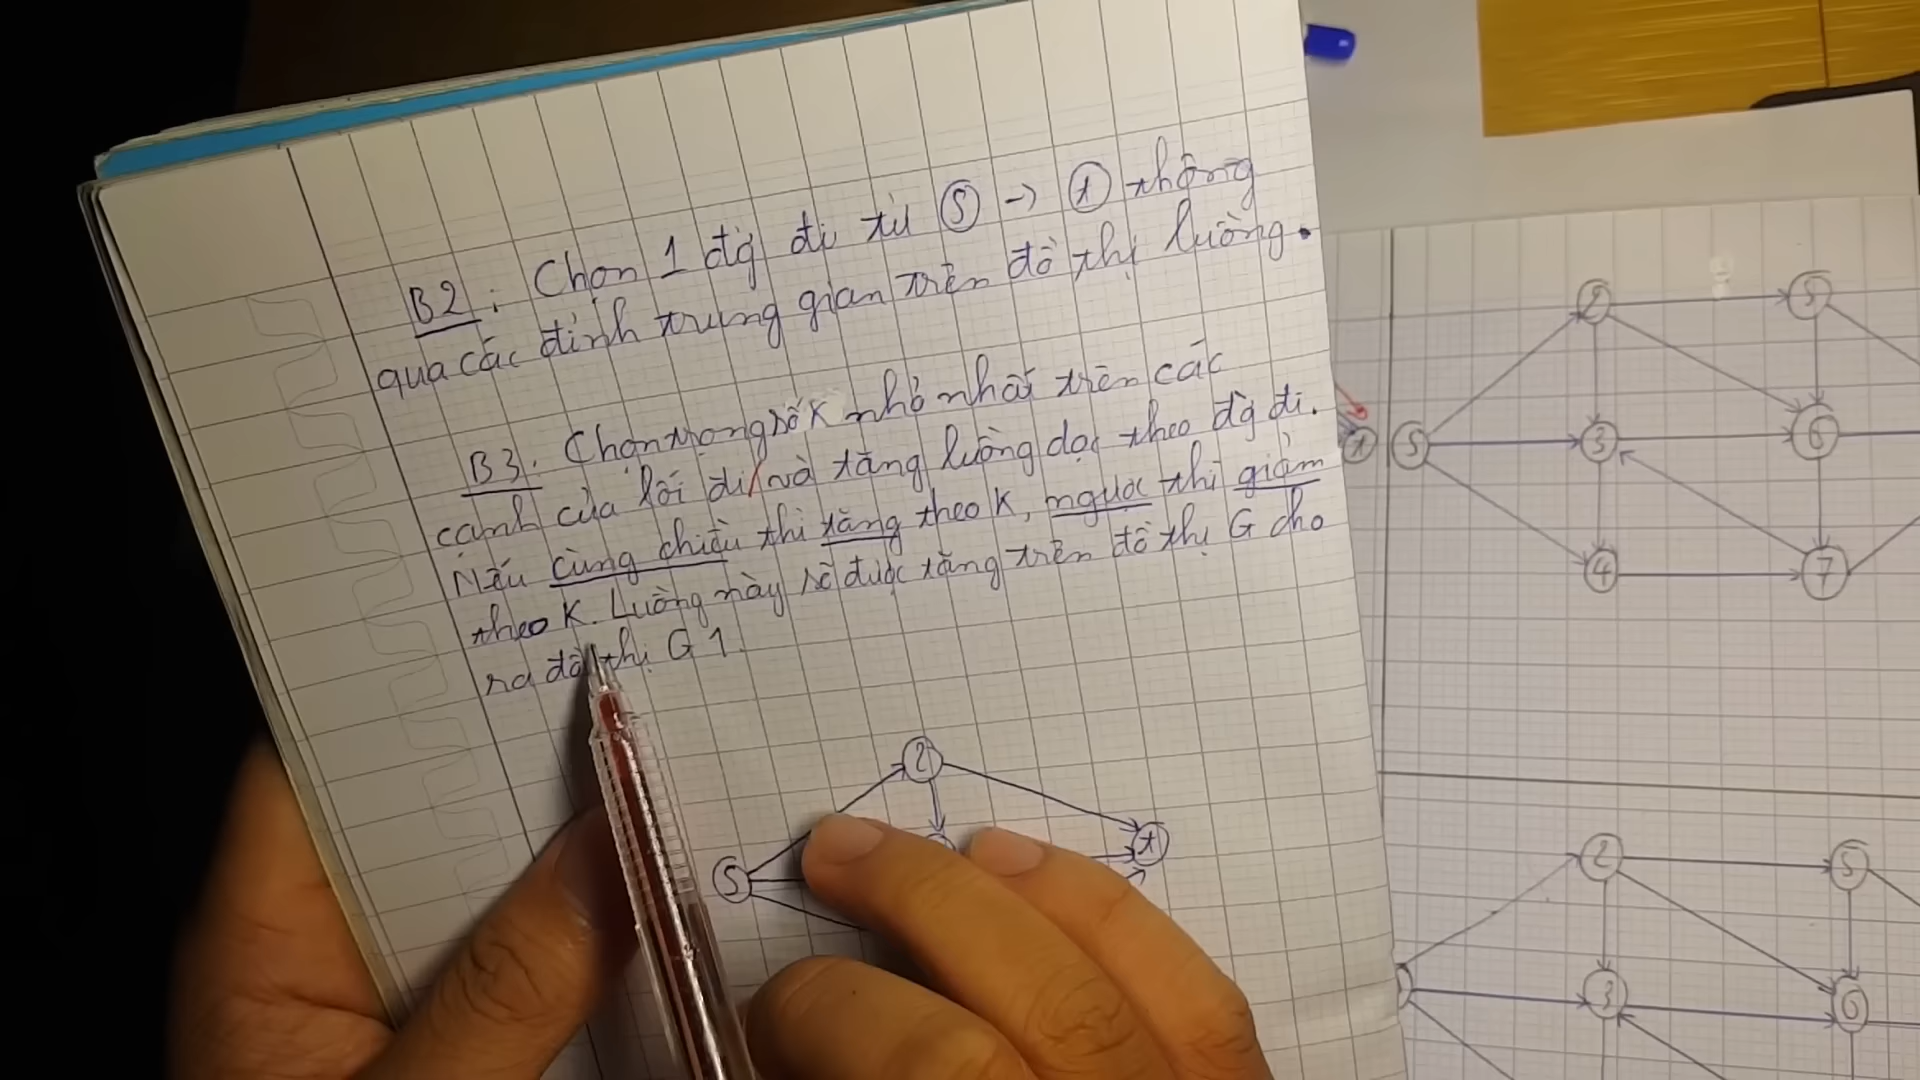 B2: Chọn 1 đg đi từ S → t thông
qua các đỉnh trung gian trên đồ thị luồng.
B3. Chọn trọng số K nhỏ nhất trên các
cạnh của lối đi và tăng luồng dọc theo đg đi.
Nếu cùng chiều thì tăng theo K, ngược thì giảm
theo K. Luồng này sẽ được tăng trên đồ thị G cho
ra đồ thị G1.
2
t
S
2 5
t S 3 6
4 7
2 5
3 6